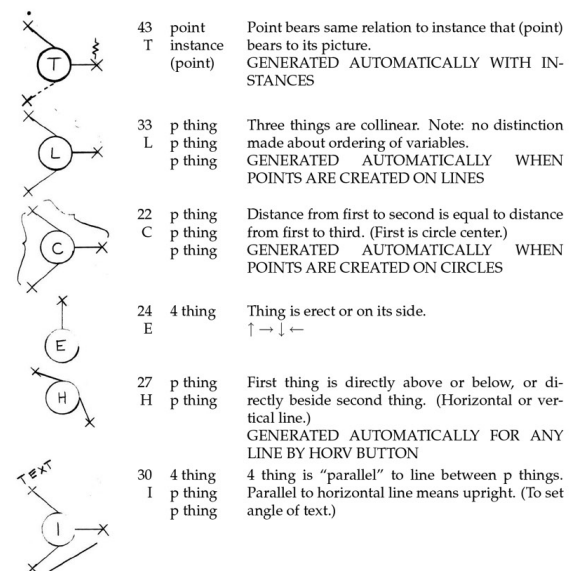 43 point Point bears same relation to instance that (point)
T instance bears to its picture.
(point) GENERATED AUTOMATICALLY WITH IN-
STANCES
T
33 p thing Three things are collinear. Note: no distinction
L p thing made about ordering of variables.
p thing GENERATED AUTOMATICALLY WHEN
POINTS ARE CREATED ON LINES
L
22 p thing Distance from first to second is equal to distance
C p thing from first to third. (First is circle center.)
p thing GENERATED AUTOMATICALLY WHEN
POINTS ARE CREATED ON CIRCLES
C
24 4 thing Thing is erect or on its side.
E ↑ → ↓ ←
E
27 p thing First thing is directly above or below, or di-
H p thing rectly beside second thing. (Horizontal or ver-
tical line.)
GENERATED AUTOMATICALLY FOR ANY
LINE BY HORV BUTTON
H
TEXT
30 4 thing 4 thing is “parallel” to line between p things.
I p thing Parallel to horizontal line means upright. (To set
p thing angle of text.)
I